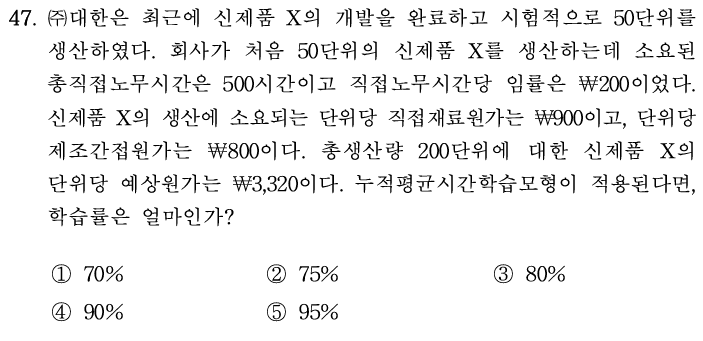 47. ㈜대한은 최근에 신제품 X의 개발을 완료하고 시험적으로 50단위를
생산하였다. 회사가 처음 50단위의 신제품 X를 생산하는데 소요된
총직접노무시간은 500시간이고 직접노무시간당 임률은 ₩200이었다.
신제품 X의 생산에 소요되는 단위당 직접재료원가는 ₩900이고, 단위당
제조간접원가는 ₩800이다. 총생산량 200단위에 대한 신제품 X의
단위당 예상원가는 ₩3,320이다. 누적평균시간학습모형이 적용된다면,
학습률은 얼마인가?
① 70% ② 75% ③ 80%
④ 90% ⑤ 95%